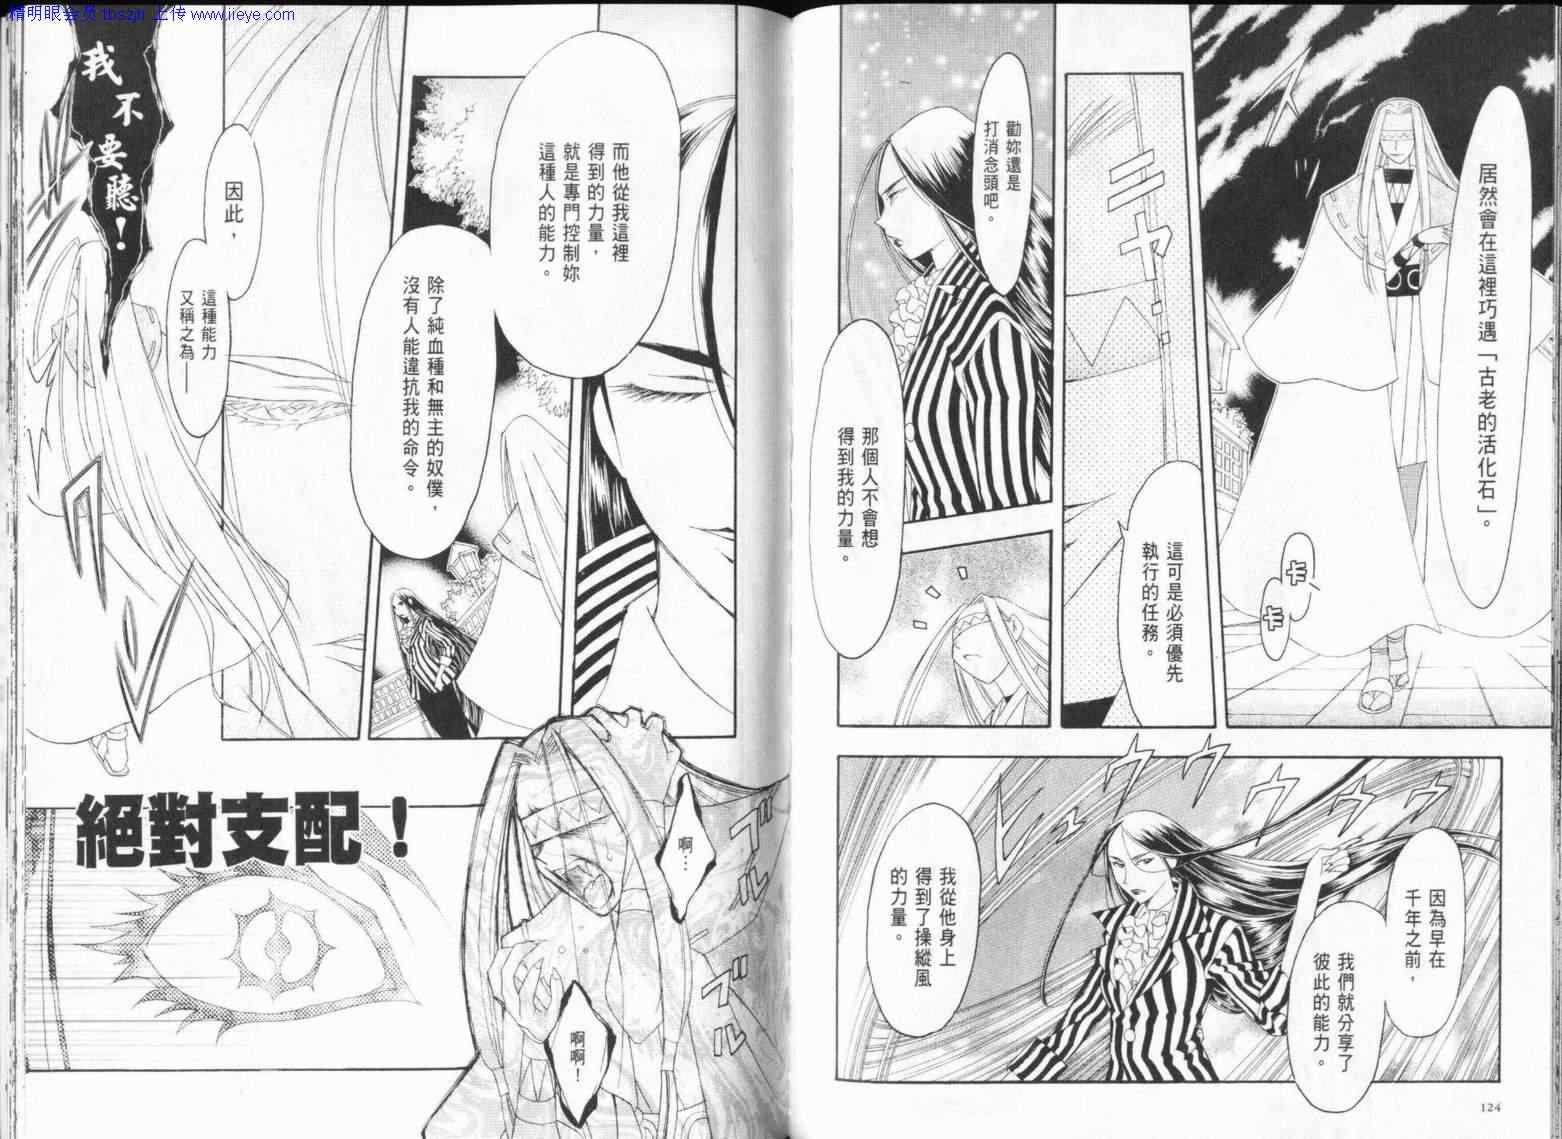 精明眼会员 tbszjh 上传 www.iieye.com
居然會在這裡巧遇「古老的活化石」。
卡
卡
ニヤ…
這可是必須優先
執行的任務。
勸妳還是
打消念頭吧。
那個人不會想
得到我的力量。
ヒュウウウ
因為早在
千年之前，
我們就分享了
彼此的能力。
我從他身上
得到了操縱風
的力量。
124
而他從我這裡
得到的力量，
就是專門控制妳
這種人的能力。
除了純血種和無主的奴僕，
沒有人能違抗我的命令。
因此，
這種能力
又稱之為——
我不要聽！
絕對支配！
啊…
啊啊！
ブルブル